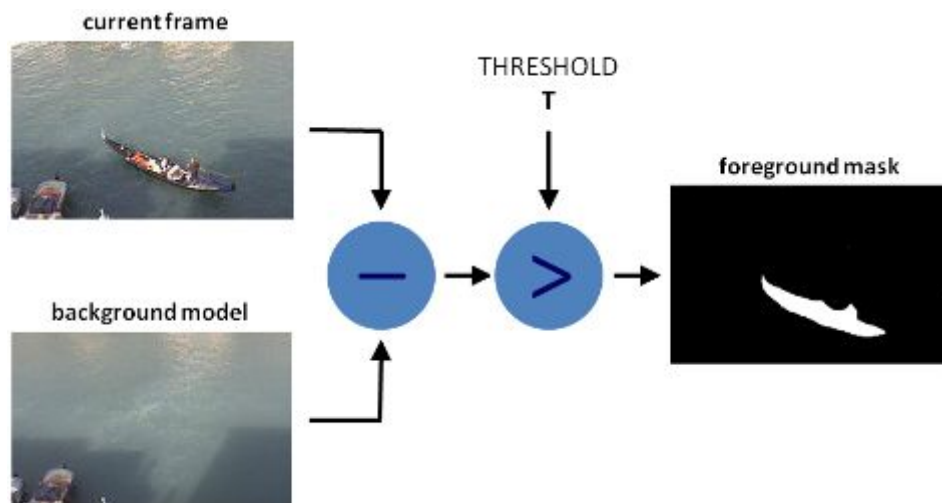 current frame
THRESHOLD
T
foreground mask
background model